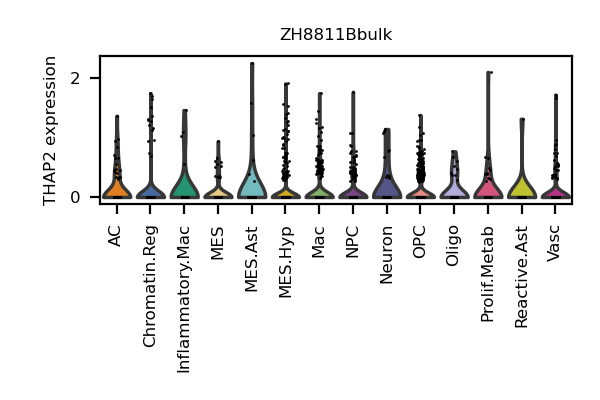 ZH8811Bbulk
THAP2 expression
2
0
AC
Chromatin.Reg
Inflammatory.Mac
MES
MES.Ast
MES.Hyp
Mac
NPC
Neuron
OPC
Oligo
Prolif.Metab
Reactive.Ast
Vasc